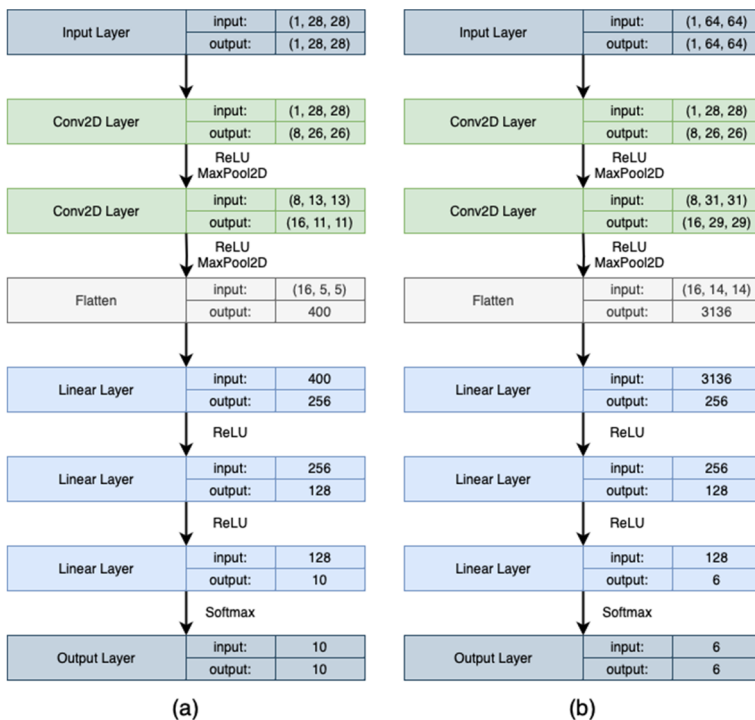 Input Layer
input: (1, 28, 28)
output: (1, 28, 28)
Conv2D Layer
input: (1, 28, 28)
output: (8, 26, 26)
ReLU
MaxPool2D
Conv2D Layer
input: (8, 13, 13)
output: (16, 11, 11)
ReLU
MaxPool2D
Flatten
input: (16, 5, 5)
output: 400
Linear Layer
input: 400
output: 256
ReLU
Linear Layer
input: 256
output: 128
ReLU
Linear Layer
input: 128
output: 10
Softmax
Output Layer
input: 10
output: 10
(a)
Input Layer
input: (1, 64, 64)
output: (1, 64, 64)
Conv2D Layer
input: (1, 28, 28)
output: (8, 26, 26)
ReLU
MaxPool2D
Conv2D Layer
input: (8, 31, 31)
output: (16, 29, 29)
ReLU
MaxPool2D
Flatten
input: (16, 14, 14)
output: 3136
Linear Layer
input: 3136
output: 256
ReLU
Linear Layer
input: 256
output: 128
ReLU
Linear Layer
input: 128
output: 6
Softmax
Output Layer
input: 6
output: 6
(b)